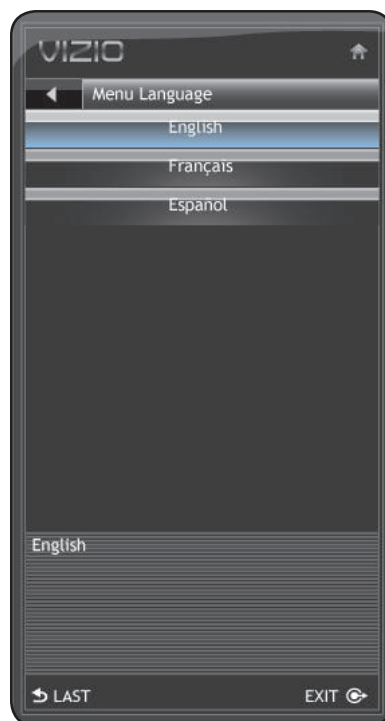 VIZIO
Menu Language
English
Français
Español
English
LAST EXIT